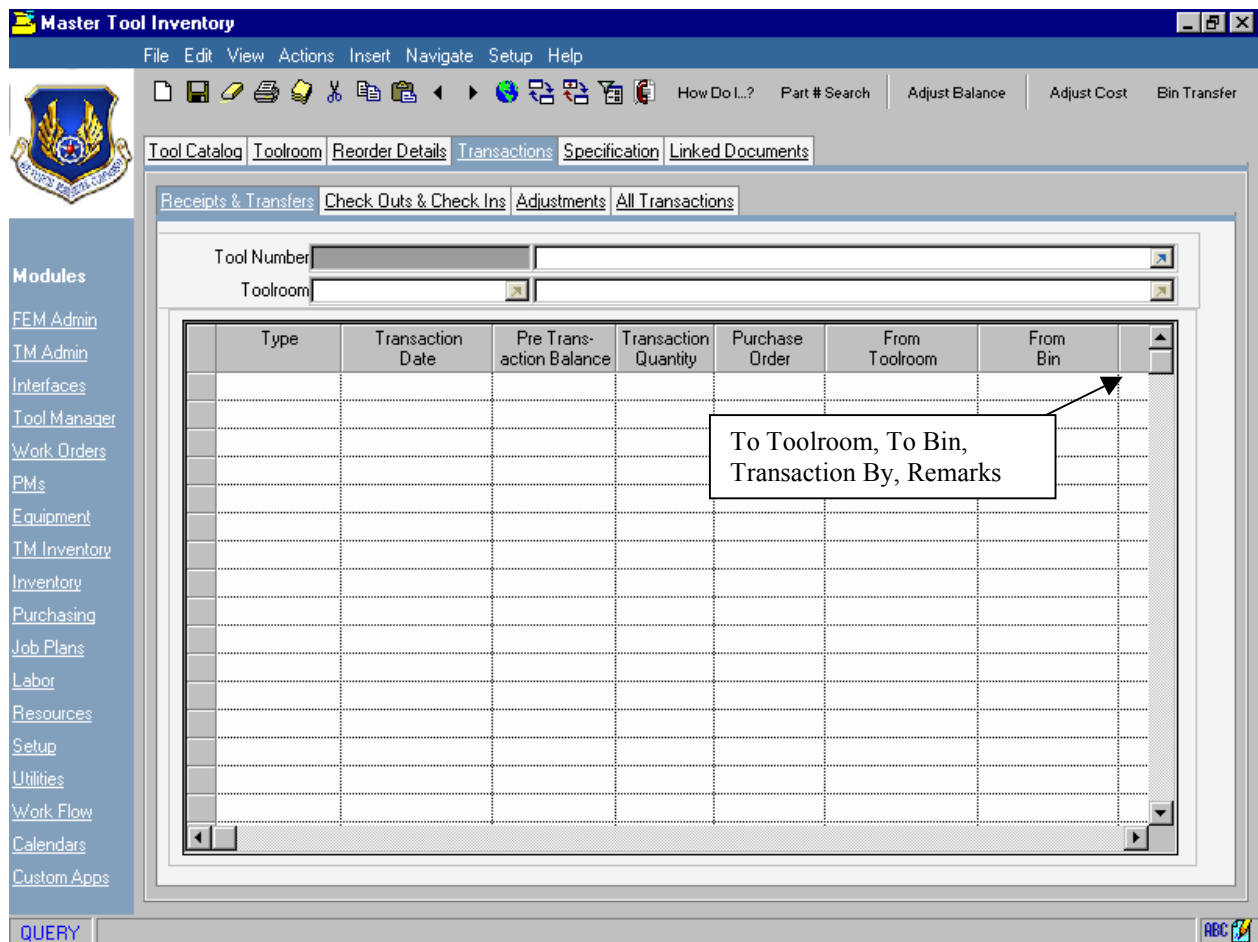 Master Tool Inventory
File Edit View Actions Insert Navigate Setup Help
How Do I...? Part # Search Adjust Balance Adjust Cost Bin Transfer
Tool Catalog Toolroom Reorder Details Transactions Specification Linked Documents
Receipts & Transfers Check Outs & Check Ins Adjustments All Transactions
Tool Number
Toolroom
Type Transaction Date Pre Trans-action Balance Transaction Quantity Purchase Order From Toolroom From Bin
To Toolroom, To Bin,
Transaction By, Remarks
Modules
FEM Admin
TM Admin
Interfaces
Tool Manager
Work Orders
PMs
Equipment
TM Inventory
Inventory
Purchasing
Job Plans
Labor
Resources
Setup
Utilities
Work Flow
Calendars
Custom Apps
QUERY
ABC